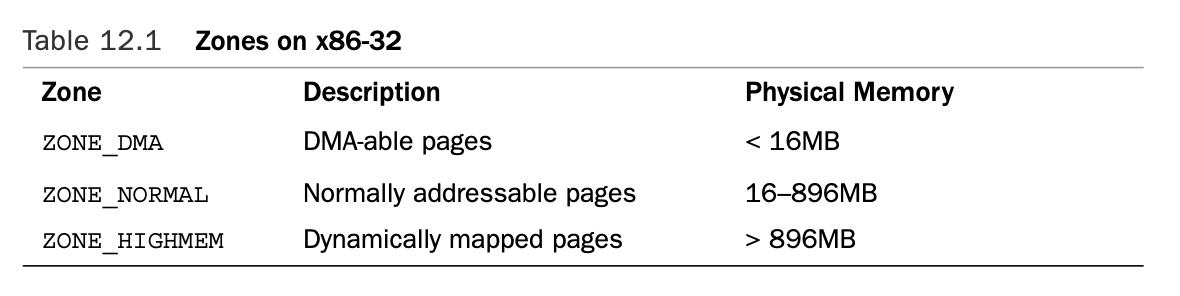 Table 12.1 Zones on x86-32
Zone Description Physical Memory
ZONE_DMA DMA-able pages < 16MB
ZONE_NORMAL Normally addressable pages 16–896MB
ZONE_HIGHMEM Dynamically mapped pages > 896MB